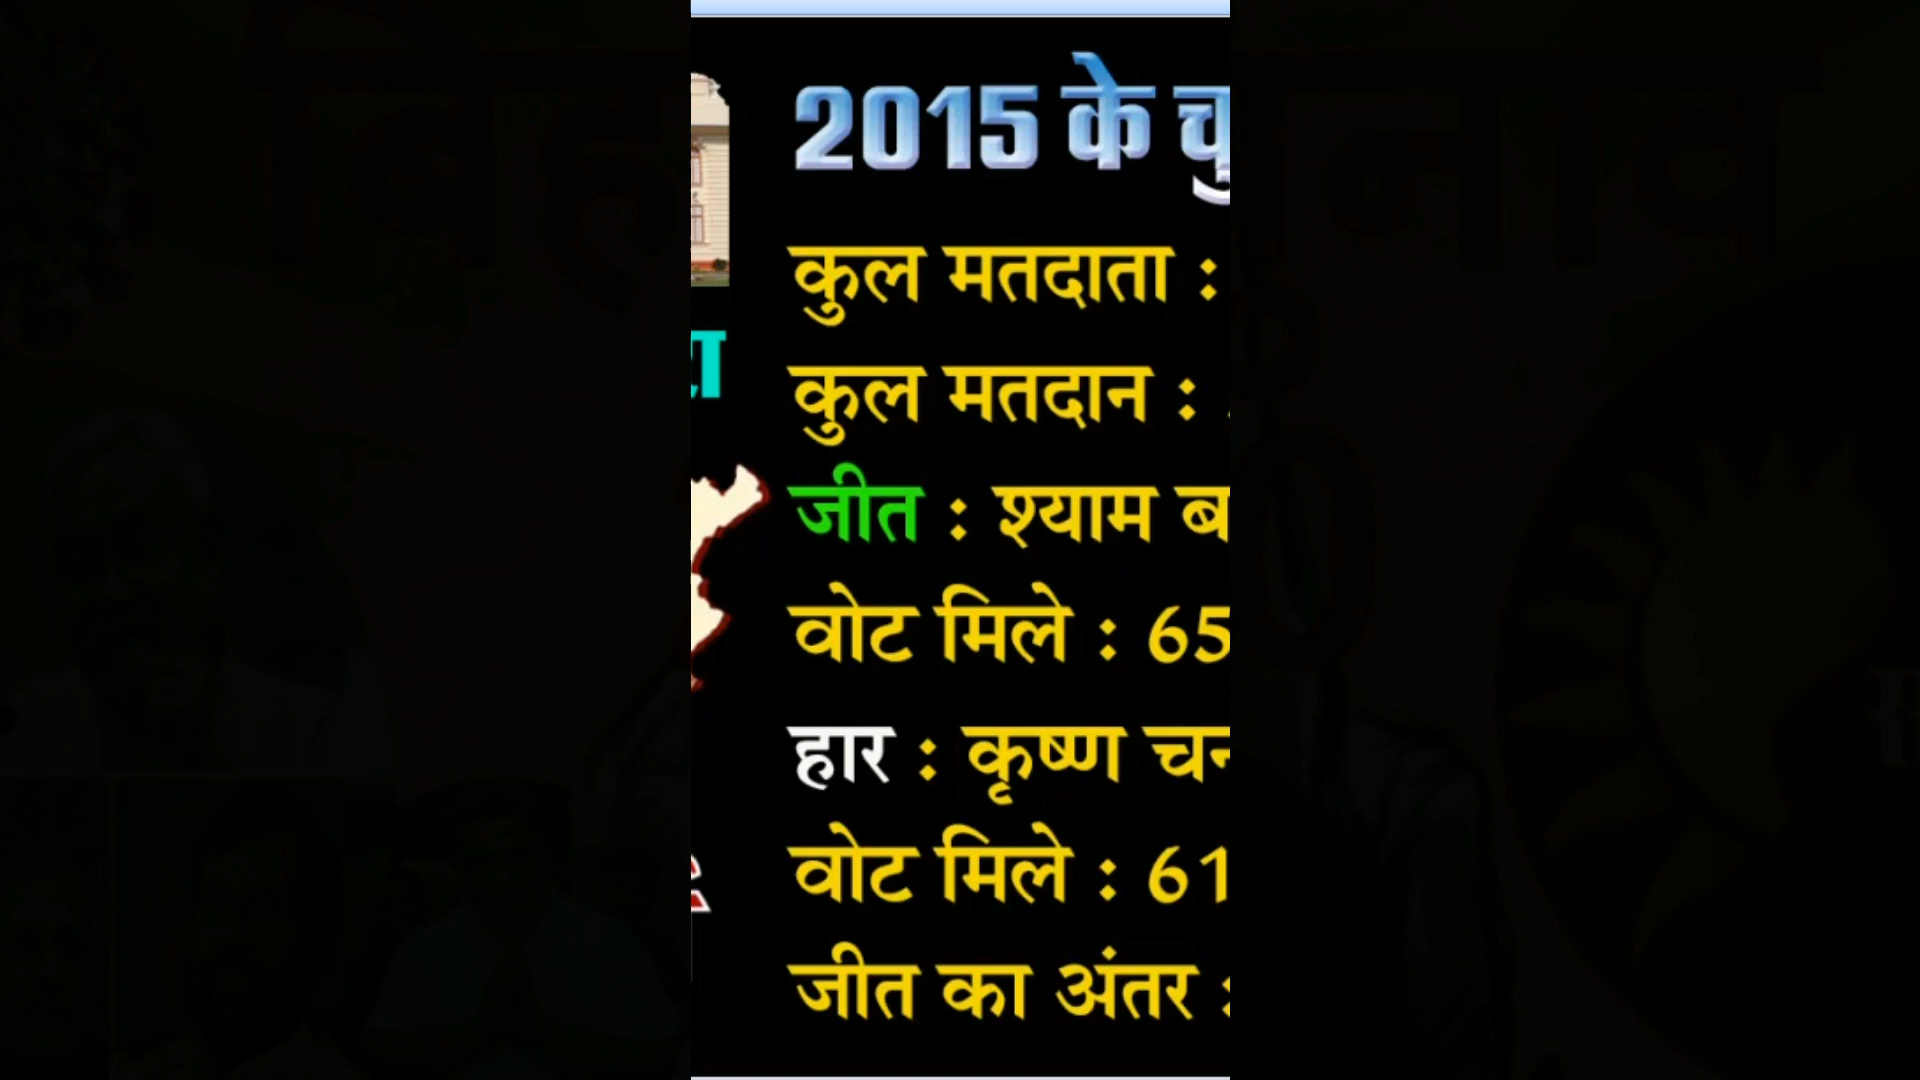 2015 के
कुल मतदाता :
कुल मतदान :
जीत : श्याम
वोट मिले : 65
हार : कृष्ण
वोट मिले : 61
जीत का अंतर :